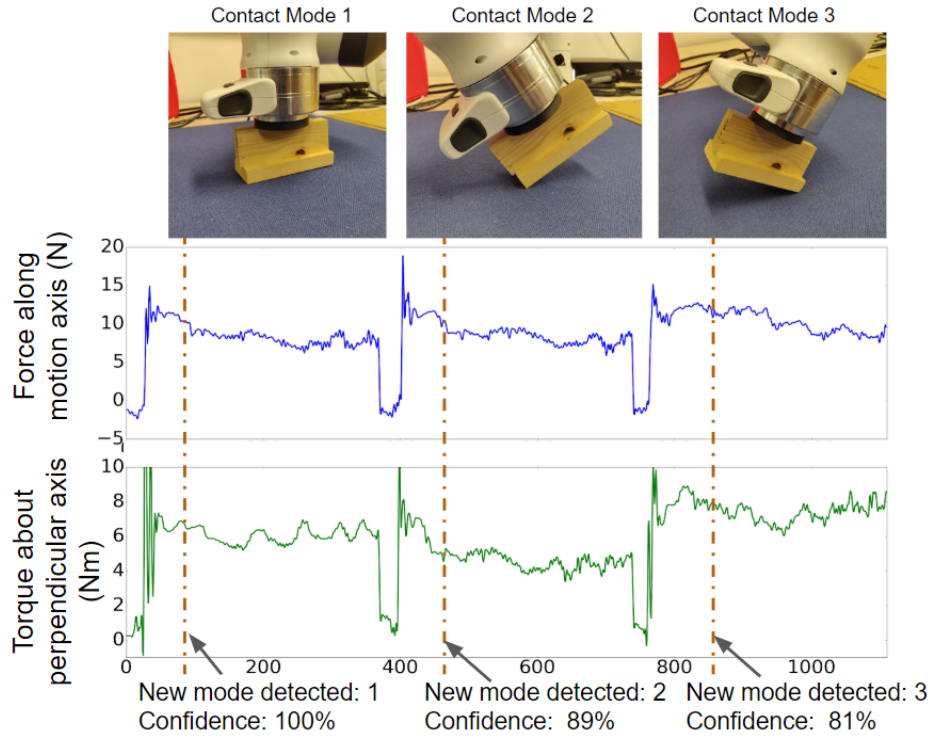 Contact Mode 1
Contact Mode 2
Contact Mode 3
Force along
motion axis (N)
20
15
10
5
0
−5
Torque about
perpendicular axis
(Nm)
10
8
6
4
2
0
0 200 400 600 800 1000
New mode detected: 1
Confidence: 100%
New mode detected: 2
Confidence: 89%
New mode detected: 3
Confidence: 81%